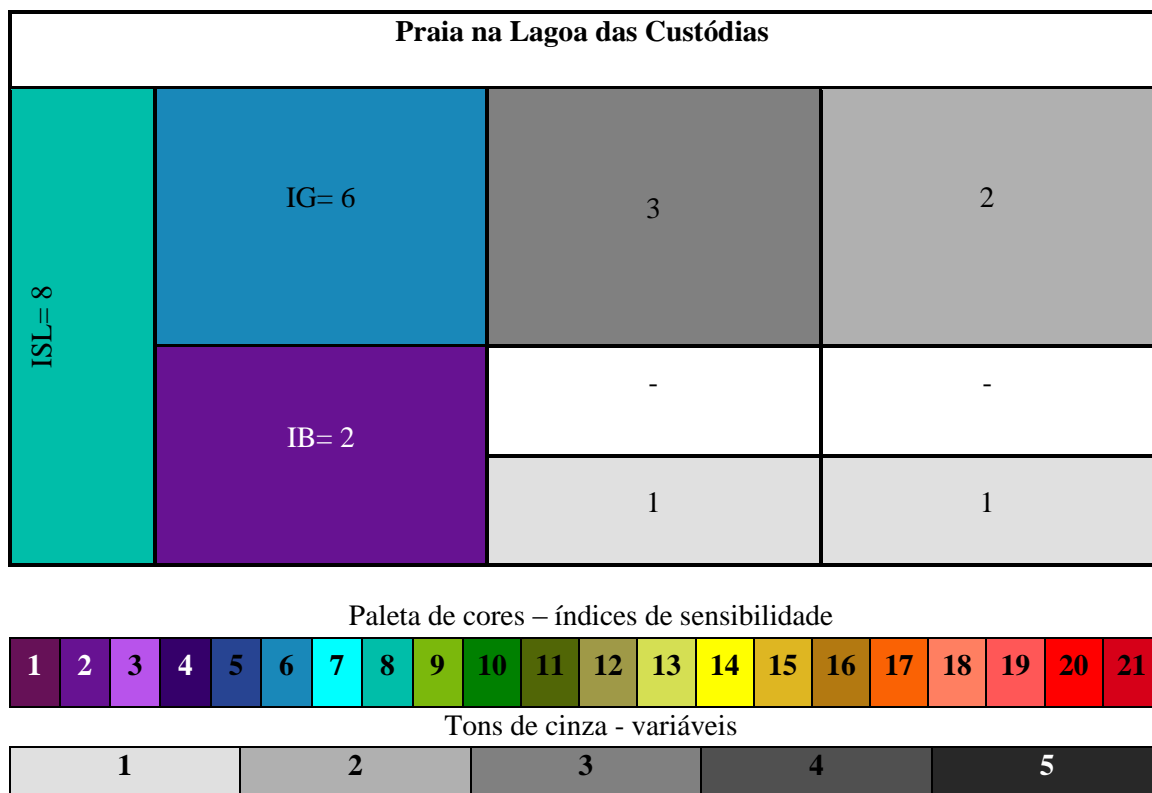 Praia na Lagoa das Custódias
ISL= 8
IG= 6
3
2
IB= 2
-
-
1
1
Paleta de cores – índices de sensibilidade
1 2 3 4 5 6 7 8 9 10 11 12 13 14 15 16 17 18 19 20 21
Tons de cinza - variáveis
1 2 3 4 5